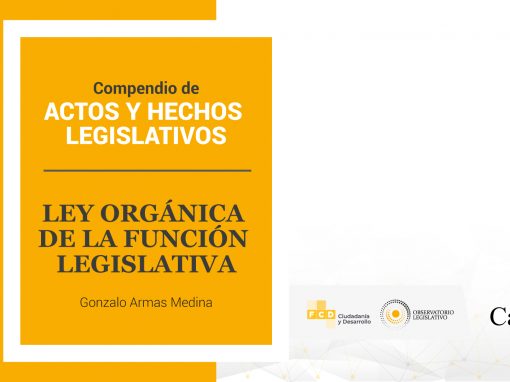 Compendio de
ACTOS Y HECHOS
LEGISLATIVOS
LEY ORGÁNICA
DE LA FUNCIÓN
LEGISLATIVA
Gonzalo Armas Medina
FCD
Ciudadanía
y Desarrollo
OBSERVATORIO
LEGISLATIVO